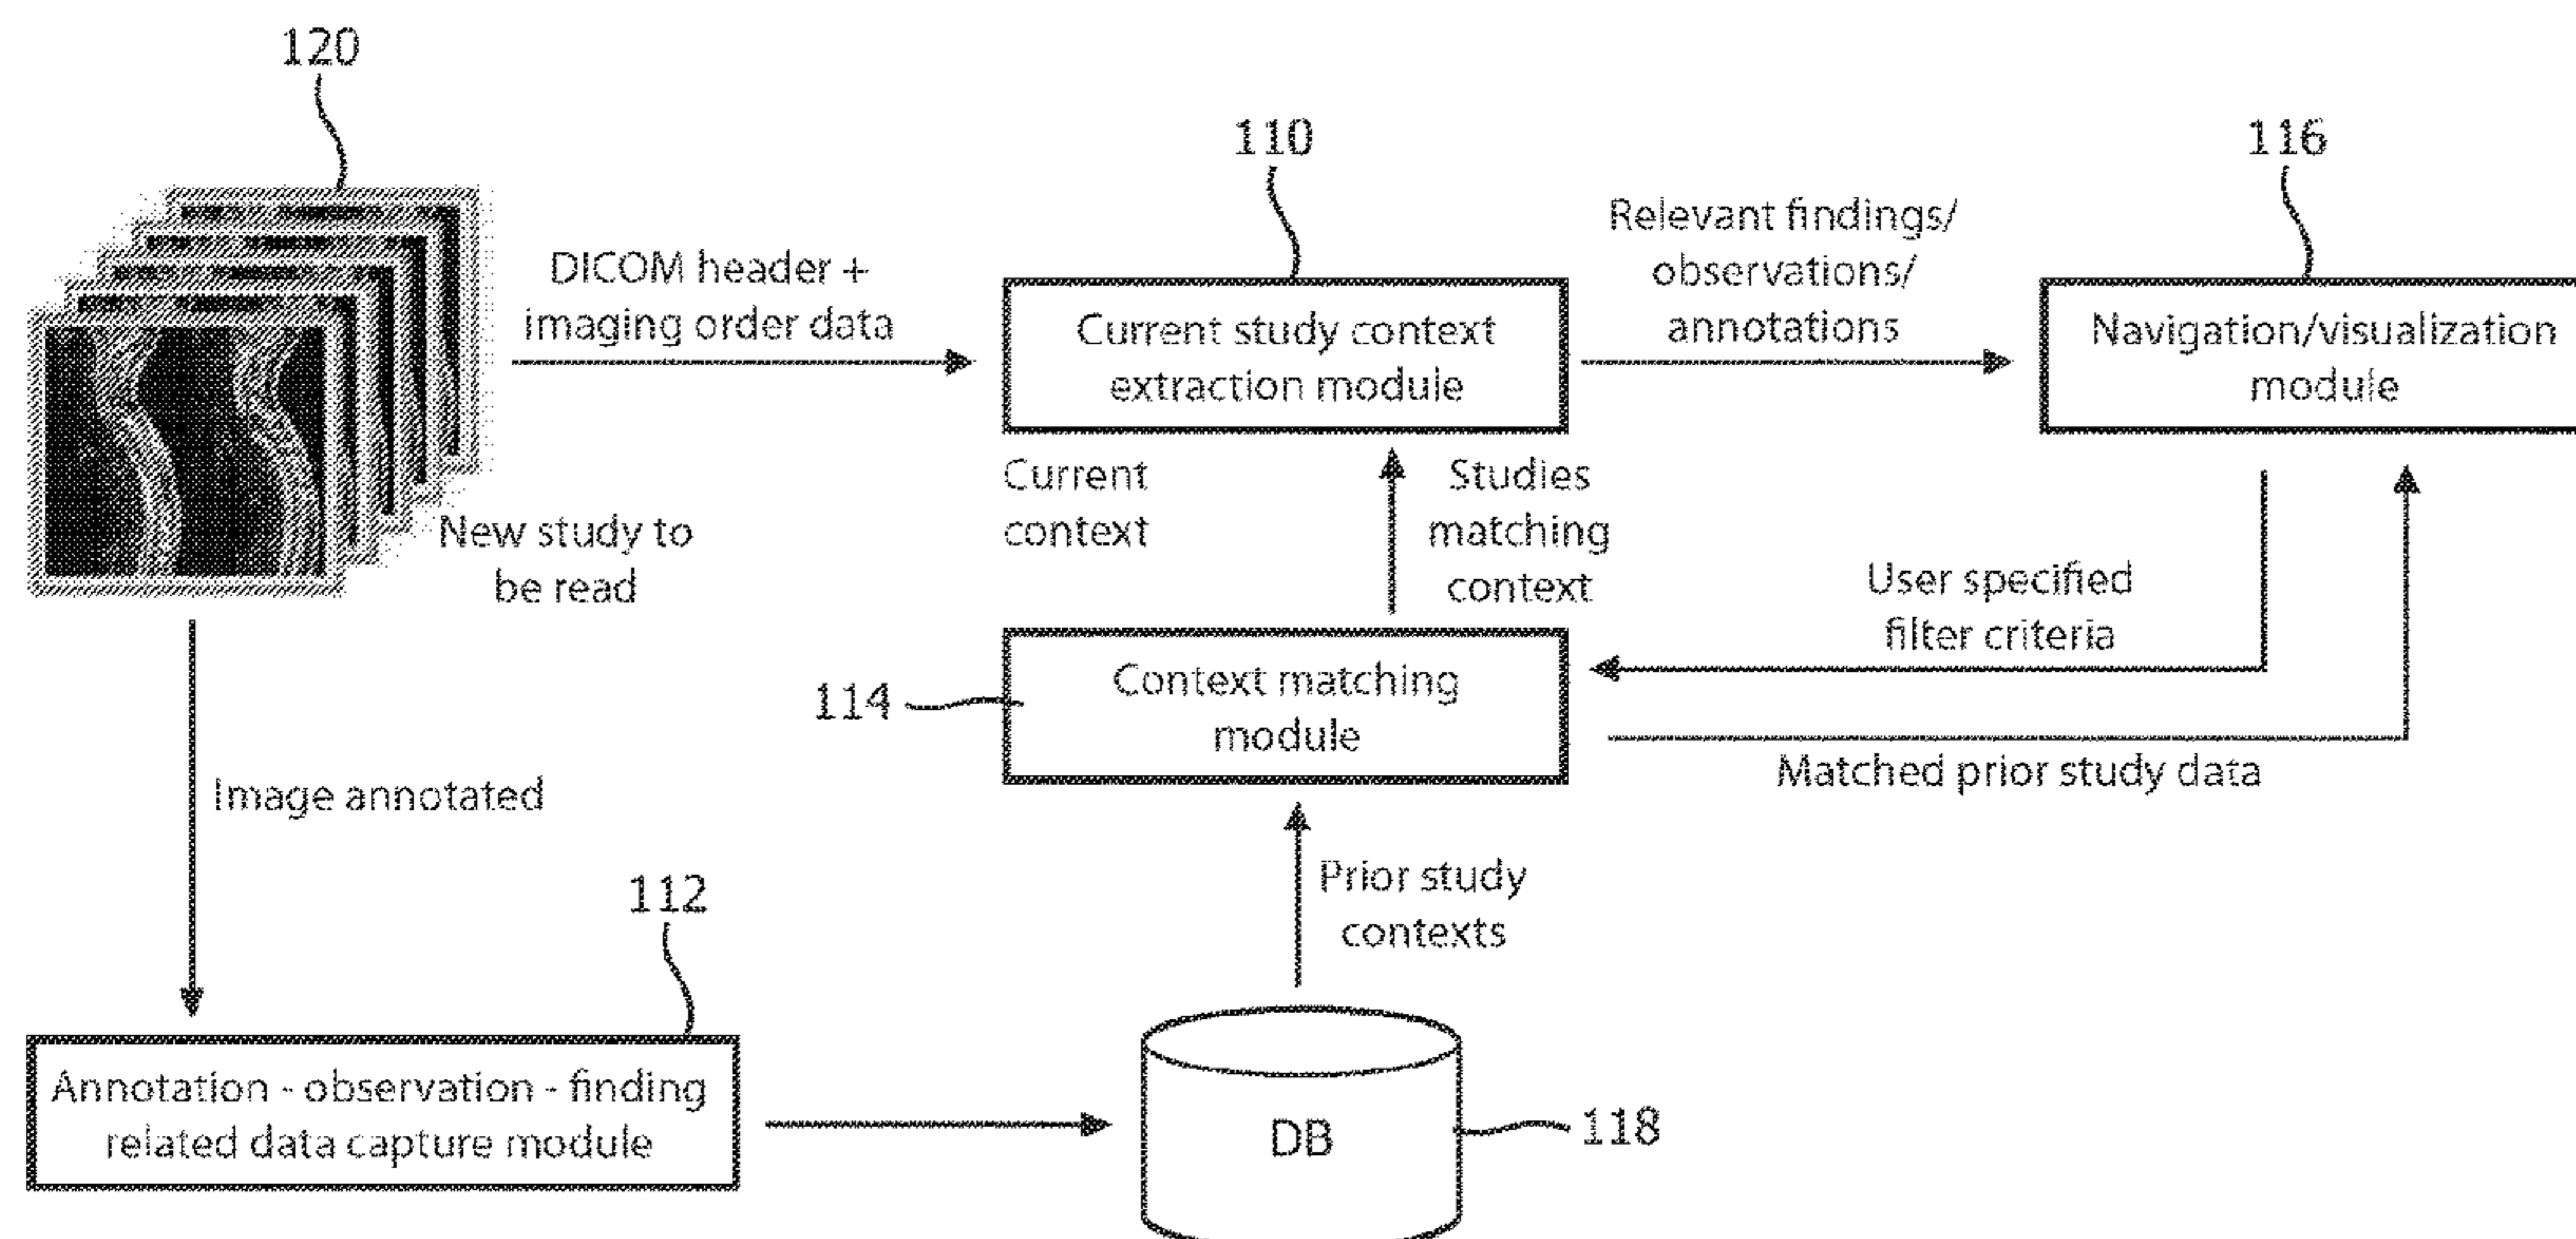 120
110
116
Relevant findings/
observations/
annotations
DICOM header +
imaging order data
Current study context
extraction module
Navigation/visualization
module
Current
context
Studies
matching
context
New study to
be read
User specified
filter criteria
114
Context matching
module
Matched prior study data
Image annotated
112
Prior study
contexts
Annotation - observation - finding
related data capture module
DB
118